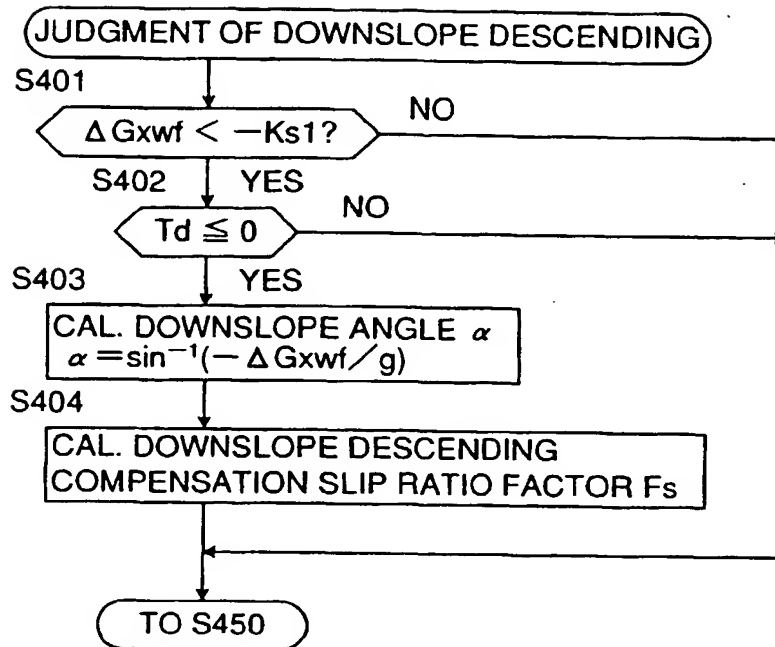 JUDGMENT OF DOWNSLOPE DESCENDING
S401
NO
ΔGxwf < −Ks1?
S402 YES
NO
Td ≦ 0
S403 YES
CAL. DOWNSLOPE ANGLE α
α=sin⁻¹(−ΔGxwf/g)
S404
CAL. DOWNSLOPE DESCENDING
COMPENSATION SLIP RATIO FACTOR Fs
TO S450